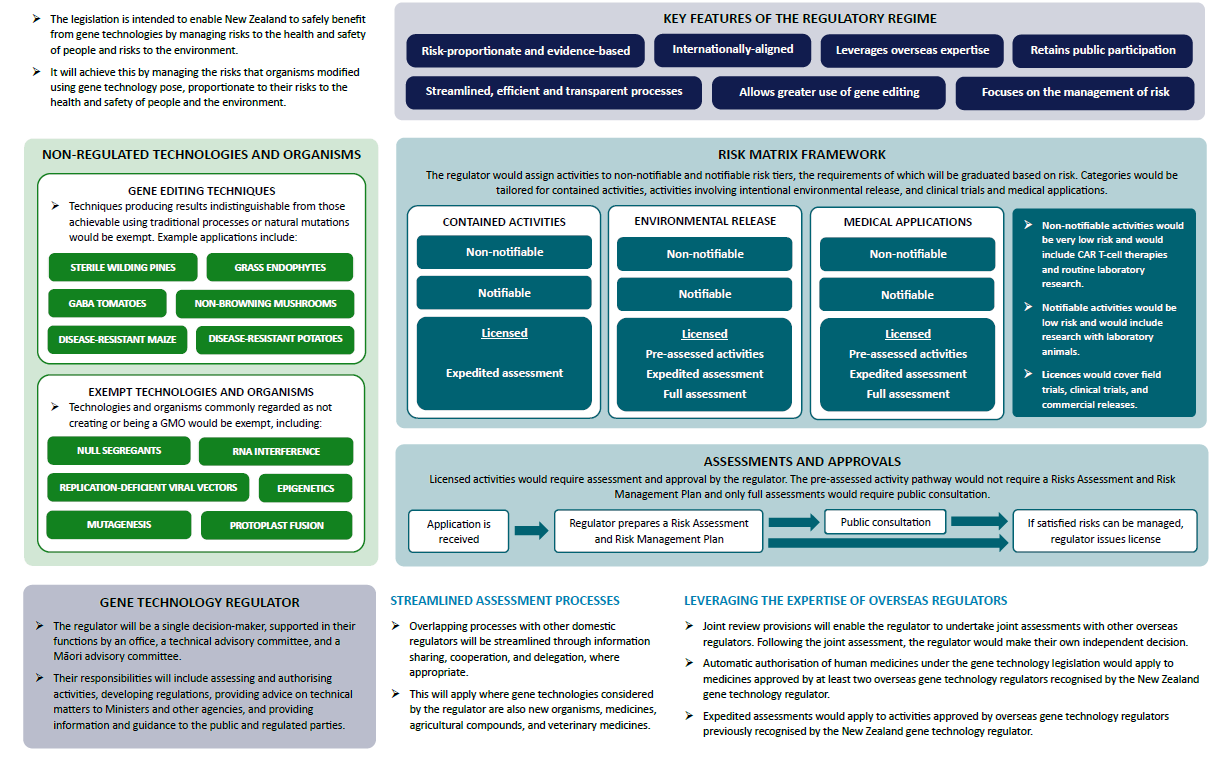 ➢ The legislation is intended to enable New Zealand to safely benefit
from gene technologies by managing risks to the health and safety
of people and risks to the environment.
➢ It will achieve this by managing the risks that organisms modified
using gene technology pose, proportionate to their risks to the
health and safety of people and the environment.
KEY FEATURES OF THE REGULATORY REGIME
Risk-proportionate and evidence-based
Internationally-aligned
Leverages overseas expertise
Retains public participation
Streamlined, efficient and transparent processes
Allows greater use of gene editing
Focuses on the management of risk
NON-REGULATED TECHNOLOGIES AND ORGANISMS
GENE EDITING TECHNIQUES
➢ Techniques producing results indistinguishable from those
achievable using traditional processes or natural mutations
would be exempt. Example applications include:
STERILE WILDING PINES
GRASS ENDOPHYTES
GABA TOMATOES
NON-BROWNING MUSHROOMS
DISEASE-RESISTANT MAIZE
DISEASE-RESISTANT POTATOES
EXEMPT TECHNOLOGIES AND ORGANISMS
➢ Technologies and organisms commonly regarded as not
creating or being a GMO would be exempt, including:
NULL SEGREGANTS
RNA INTERFERENCE
REPLICATION-DEFICIENT VIRAL VECTORS
EPIGENETICS
MUTAGENESIS
PROTOPLAST FUSION
RISK MATRIX FRAMEWORK
The regulator would assign activities to non-notifiable and notifiable risk tiers, the requirements of which will be graduated based on risk. Categories would be
tailored for contained activities, activities involving intentional environmental release, and clinical trials and medical applications.
CONTAINED ACTIVITIES
Non-notifiable
Notifiable
Licensed
Expedited assessment
ENVIRONMENTAL RELEASE
Non-notifiable
Notifiable
Licensed
Pre-assessed activities
Expedited assessment
Full assessment
MEDICAL APPLICATIONS
Non-notifiable
Notifiable
Licensed
Pre-assessed activities
Expedited assessment
Full assessment
➢ Non-notifiable activities would
be very low risk and would
include CAR T-cell therapies
and routine laboratory
research.
➢ Notifiable activities would be
low risk and would include
research with laboratory
animals.
➢ Licences would cover field
trials, clinical trials, and
commercial releases.
ASSESSMENTS AND APPROVALS
Licensed activities would require assessment and approval by the regulator. The pre-assessed activity pathway would not require a Risks Assessment and Risk
Management Plan and only full assessments would require public consultation.
Application is
received
Regulator prepares a Risk Assessment
and Risk Management Plan
Public consultation
If satisfied risks can be managed,
regulator issues license
GENE TECHNOLOGY REGULATOR
➢ The regulator will be a single decision-maker, supported in their
functions by an office, a technical advisory committee, and a
Māori advisory committee.
➢ Their responsibilities will include assessing and authorising
activities, developing regulations, providing advice on technical
matters to Ministers and other agencies, and providing
information and guidance to the public and regulated parties.
STREAMLINED ASSESSMENT PROCESSES
➢ Overlapping processes with other domestic
regulators will be streamlined through information
sharing, cooperation, and delegation, where
appropriate.
➢ This will apply where gene technologies considered
by the regulator are also new organisms, medicines,
agricultural compounds, and veterinary medicines.
LEVERAGING THE EXPERTISE OF OVERSEAS REGULATORS
➢ Joint review provisions will enable the regulator to undertake joint assessments with other overseas
regulators. Following the joint assessment, the regulator would make their own independent decision.
➢ Automatic authorisation of human medicines under the gene technology legislation would apply to
medicines approved by at least two overseas gene technology regulators recognised by the New Zealand
gene technology regulator.
➢ Expedited assessments would apply to activities approved by overseas gene technology regulators
previously recognised by the New Zealand gene technology regulator.